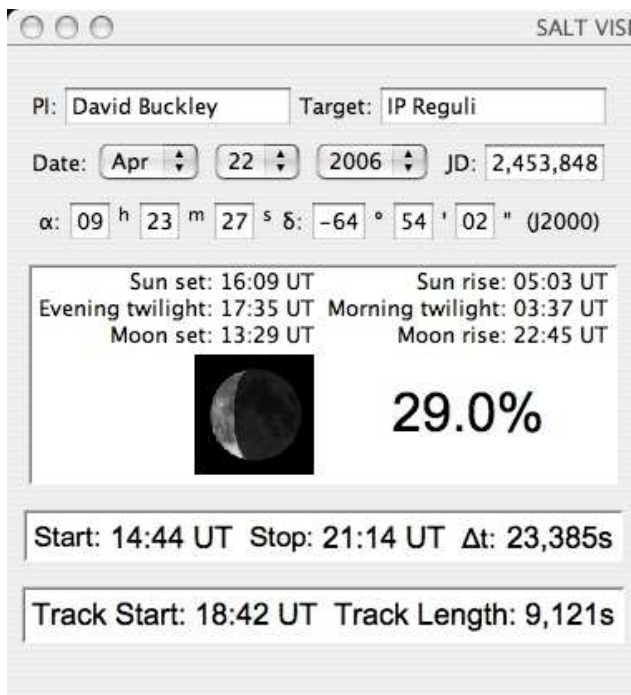 SALT VISI
PI: David Buckley Target: IP Reguli
Date: Apr 22 2006 JD: 2,453,848
α: 09 h 23 m 27 s δ: -64 ° 54 ' 02 " (J2000)
Sun set: 16:09 UT Sun rise: 05:03 UT
Evening twilight: 17:35 UT Morning twilight: 03:37 UT
Moon set: 13:29 UT Moon rise: 22:45 UT
29.0%
Start: 14:44 UT Stop: 21:14 UT Δt: 23,385s
Track Start: 18:42 UT Track Length: 9,121s